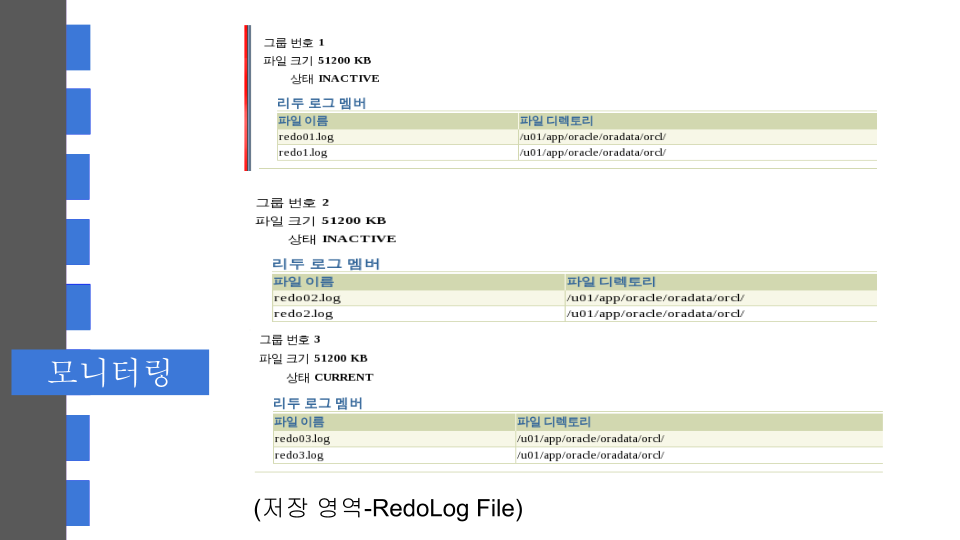 그룹 번호 1
파일 크기 51200 KB
상태 INACTIVE
리두 로그 멤버
파일 이름 파일 디렉토리
redo01.log /u01/app/oracle/oradata/orcl/
redo1.log /u01/app/oracle/oradata/orcl/
그룹 번호 2
파일 크기 51200 KB
상태 INACTIVE
리두 로그 멤버
파일 이름 파일 디렉토리
redo02.log /u01/app/oracle/oradata/orcl/
redo2.log /u01/app/oracle/oradata/orcl/
그룹 번호 3
파일 크기 51200 KB
상태 CURRENT
리두 로그 멤버
파일 이름 파일 디렉토리
redo03.log /u01/app/oracle/oradata/orcl/
redo3.log /u01/app/oracle/oradata/orcl/
모니터링
(저장 영역-RedoLog File)